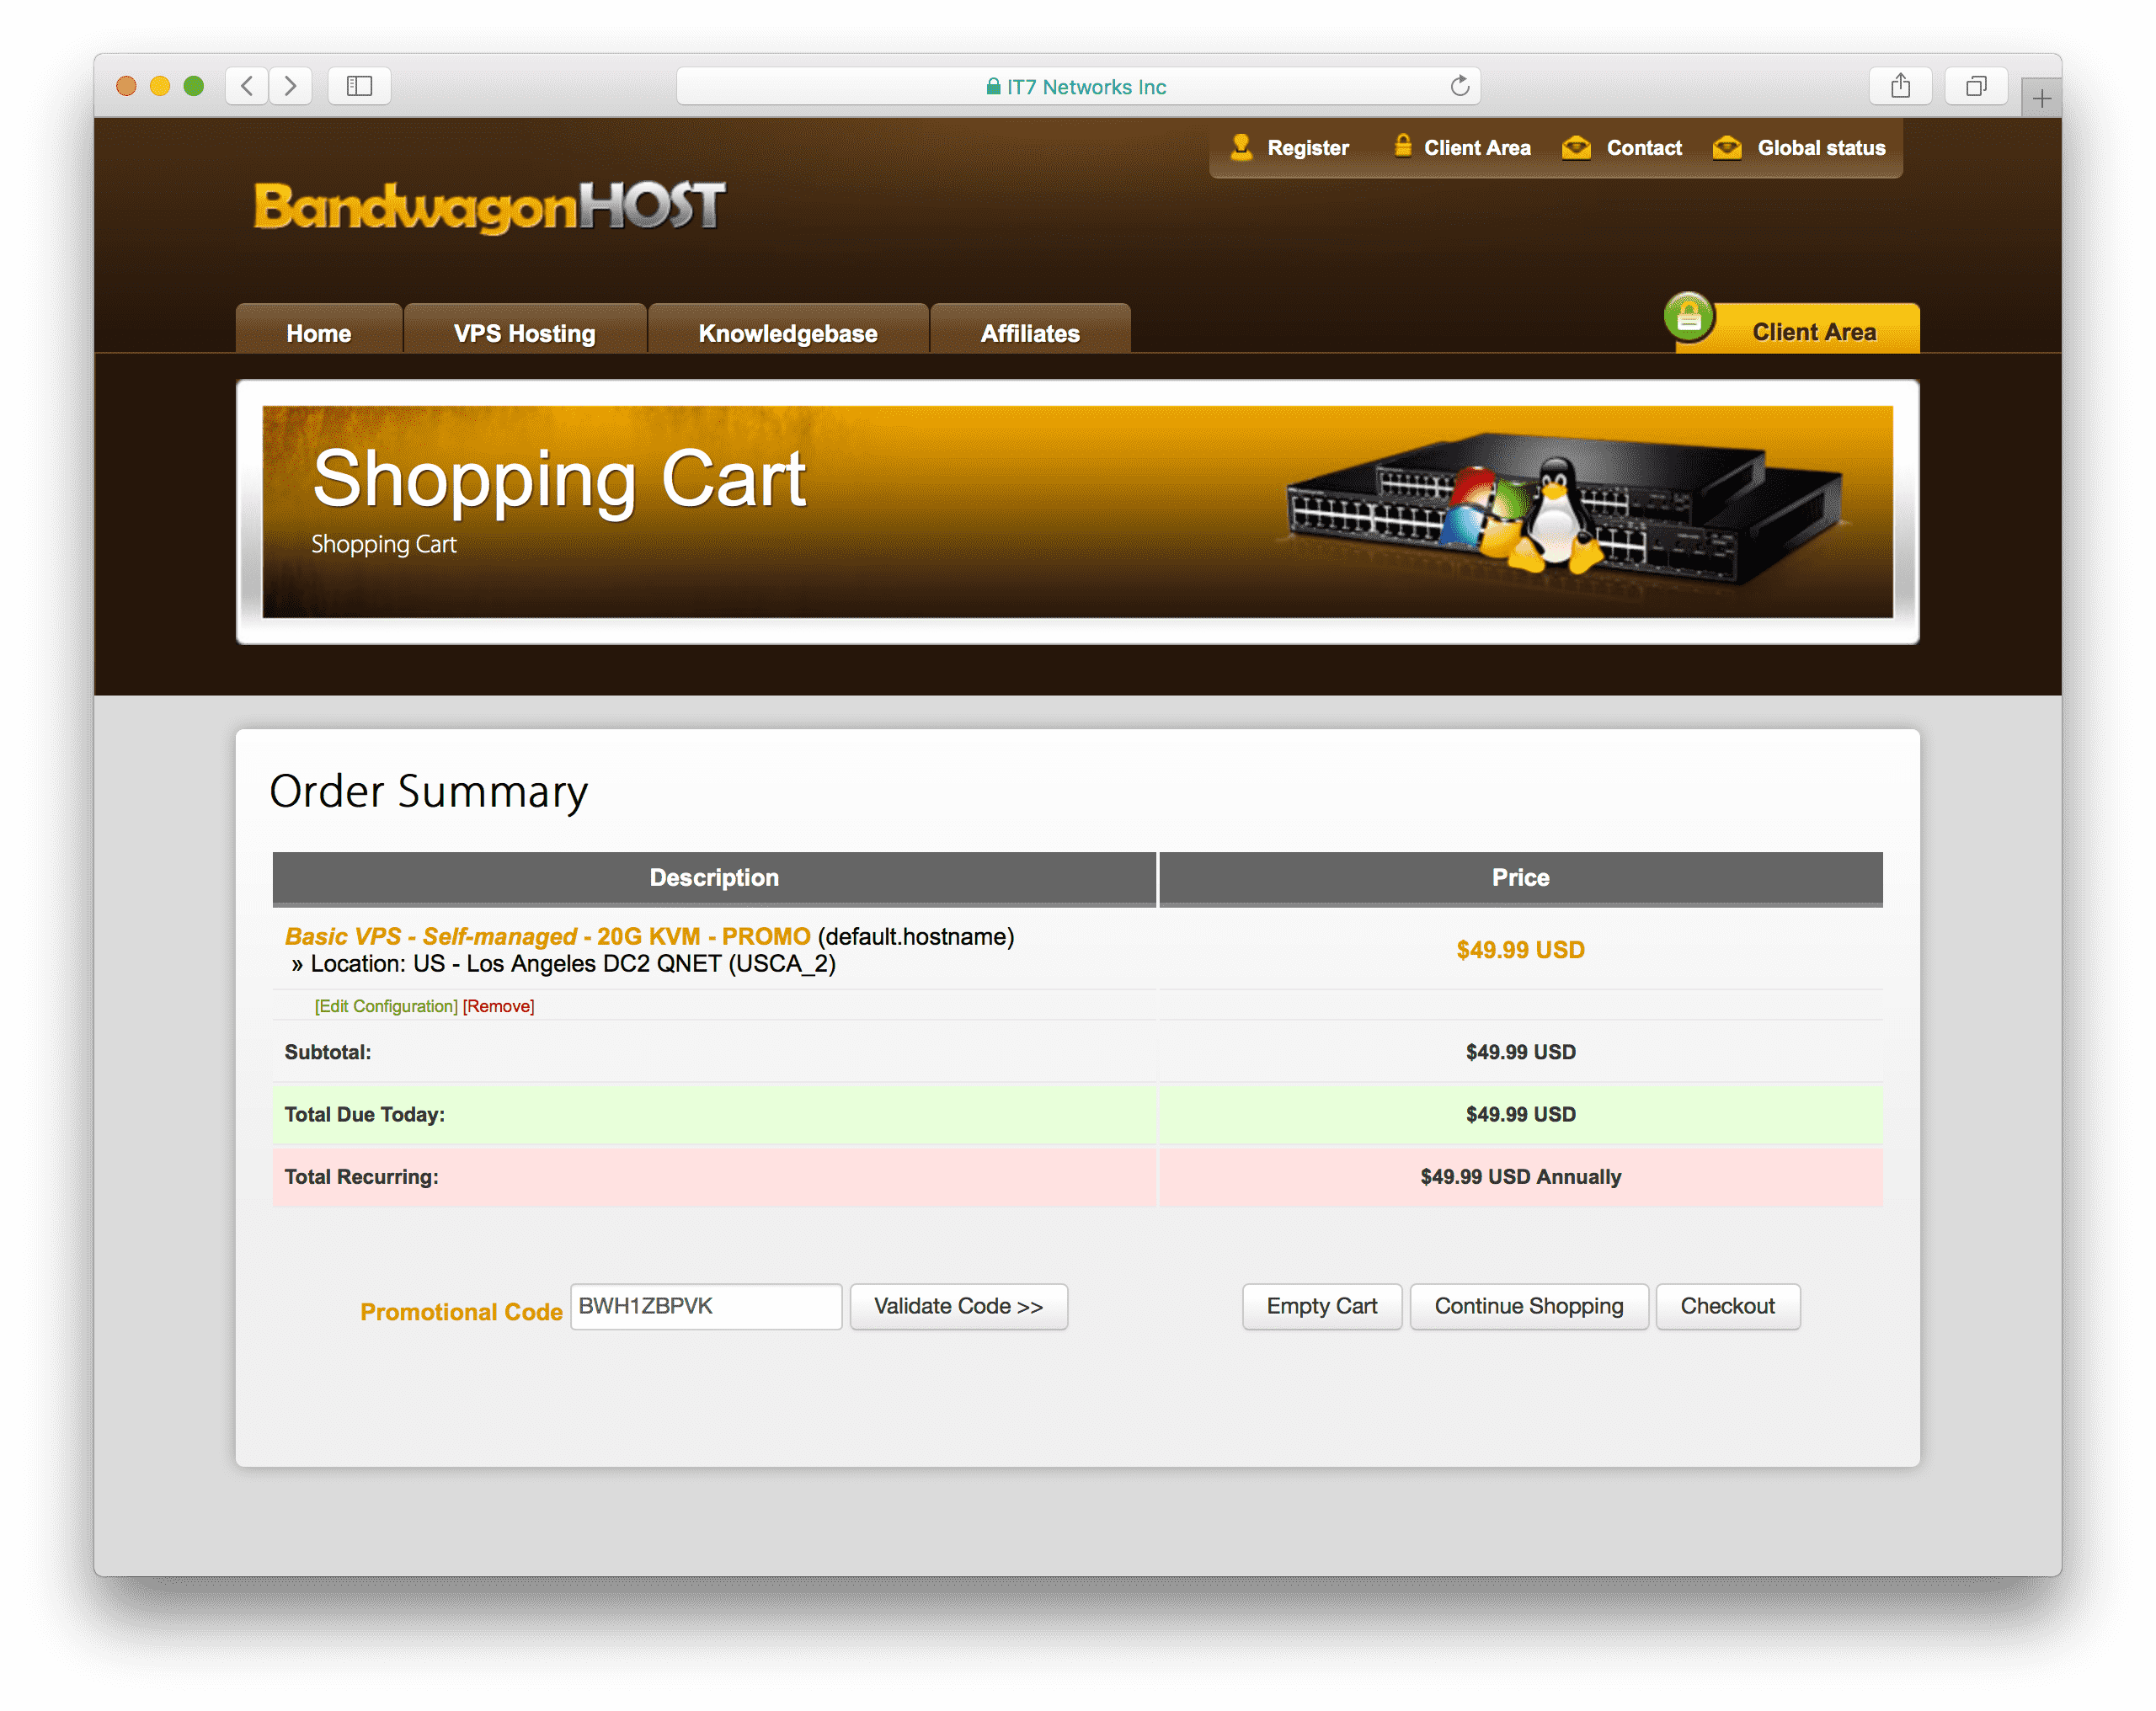 IT7 Networks Inc
Register Client Area Contact Global status
BandwagonHOST
Home VPS Hosting Knowledgebase Affiliates Client Area
Shopping Cart
Shopping Cart
Order Summary
Description Price
Basic VPS - Self-managed - 20G KVM - PROMO (default.hostname)
» Location: US - Los Angeles DC2 QNET (USCA_2)
$49.99 USD
[Edit Configuration] [Remove]
Subtotal: $49.99 USD
Total Due Today: $49.99 USD
Total Recurring: $49.99 USD Annually
Promotional Code BWH1ZBPVK Validate Code >> Empty Cart Continue Shopping Checkout